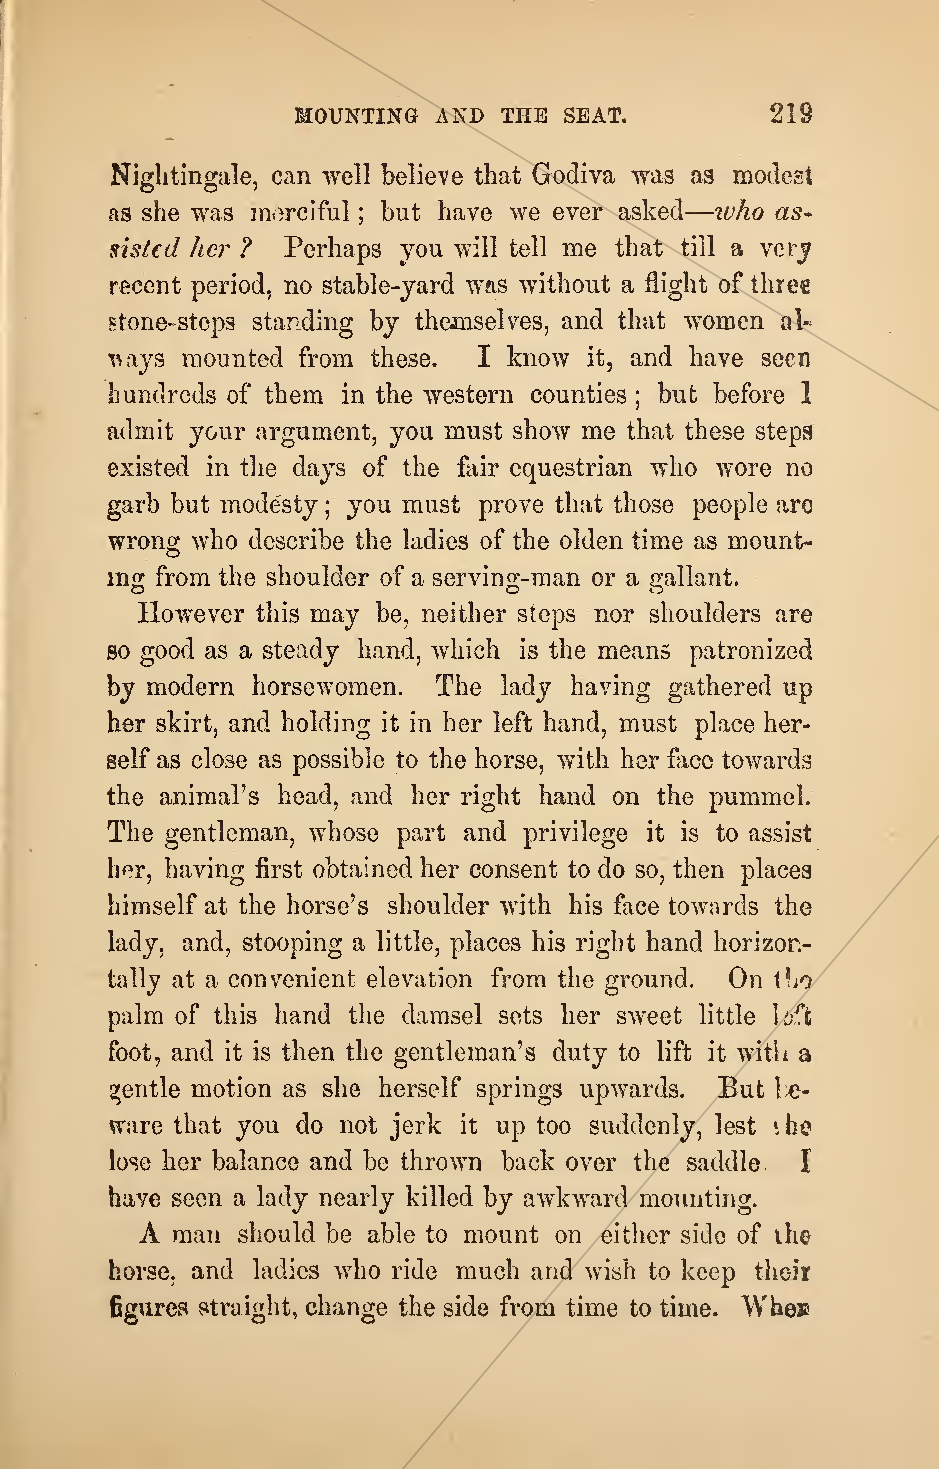 MOUNTING AND THE SEAT. 219
Nightingale, can well believe that Godiva was as modest
as she was merciful; but have we ever asked—who as-
sisted her? Perhaps you will tell me that till a very
recent period, no stable-yard was without a flight of three
stone-steps standing by themselves, and that women al-
ways mounted from these. I know it, and have seen
hundreds of them in the western counties; but before I
admit your argument, you must show me that these steps
existed in the days of the fair equestrian who wore no
garb but modesty; you must prove that those people are
wrong who describe the ladies of the olden time as mount-
ing from the shoulder of a serving-man or a gallant.
However this may be, neither steps nor shoulders are
so good as a steady hand, which is the means patronized
by modern horsewomen. The lady having gathered up
her skirt, and holding it in her left hand, must place her-
self as close as possible to the horse, with her face towards
the animal's head, and her right hand on the pummel.
The gentleman, whose part and privilege it is to assist
her, having first obtained her consent to do so, then places
himself at the horse's shoulder with his face towards the
lady, and, stooping a little, places his right hand horizon-
tally at a convenient elevation from the ground. On the
palm of this hand the damsel sets her sweet little left
foot, and it is then the gentleman's duty to lift it with a
gentle motion as she herself springs upwards. But be-
ware that you do not jerk it up too suddenly, lest she
lose her balance and be thrown back over the saddle. I
have seen a lady nearly killed by awkward mounting.
A man should be able to mount on either side of the
horse, and ladies who ride much and wish to keep their
figures straight, change the side from time to time. When